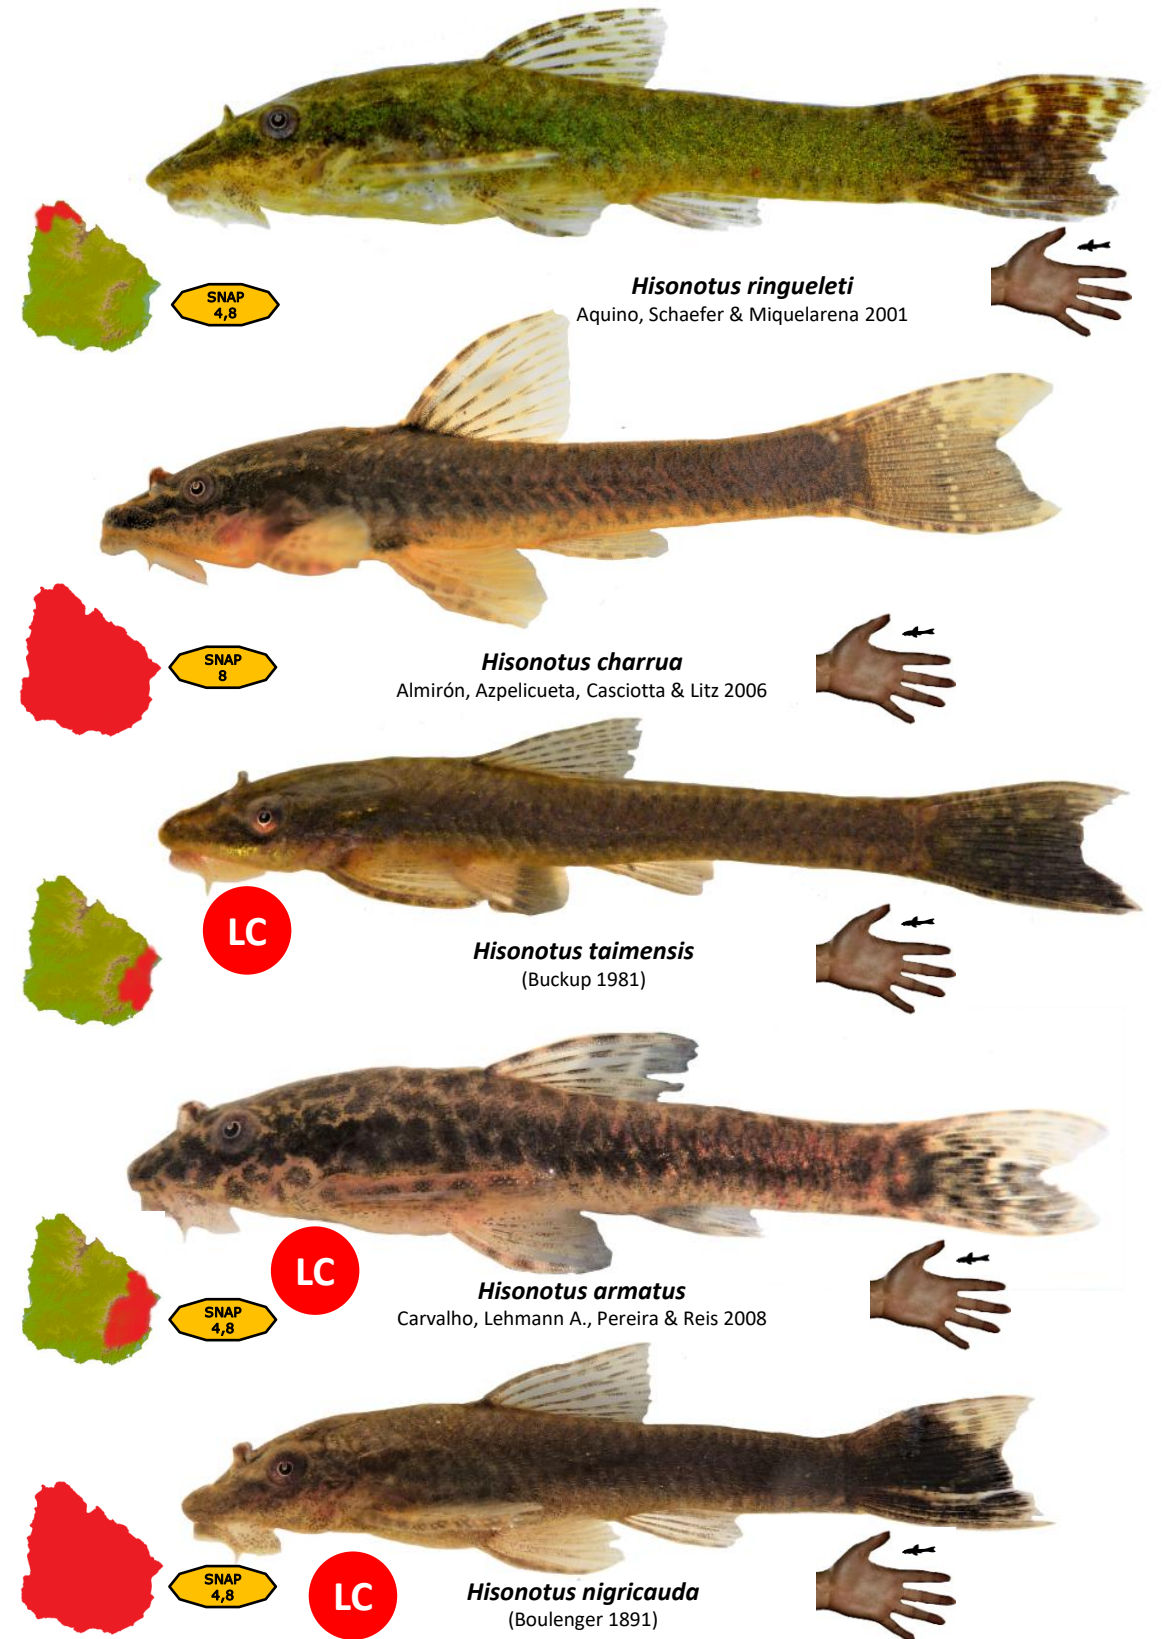 SNAP
4,8
Hisonotus ringueleti
Aquino, Schaefer & Miquelarena 2001
SNAP
8
Hisonotus charrua
Almirón, Azpelicueta, Casciotta & Litz 2006
LC
Hisonotus taimensis
(Buckup 1981)
LC
SNAP
4,8
Hisonotus armatus
Carvalho, Lehmann A., Pereira & Reis 2008
SNAP
4,8
LC
Hisonotus nigricauda
(Boulenger 1891)